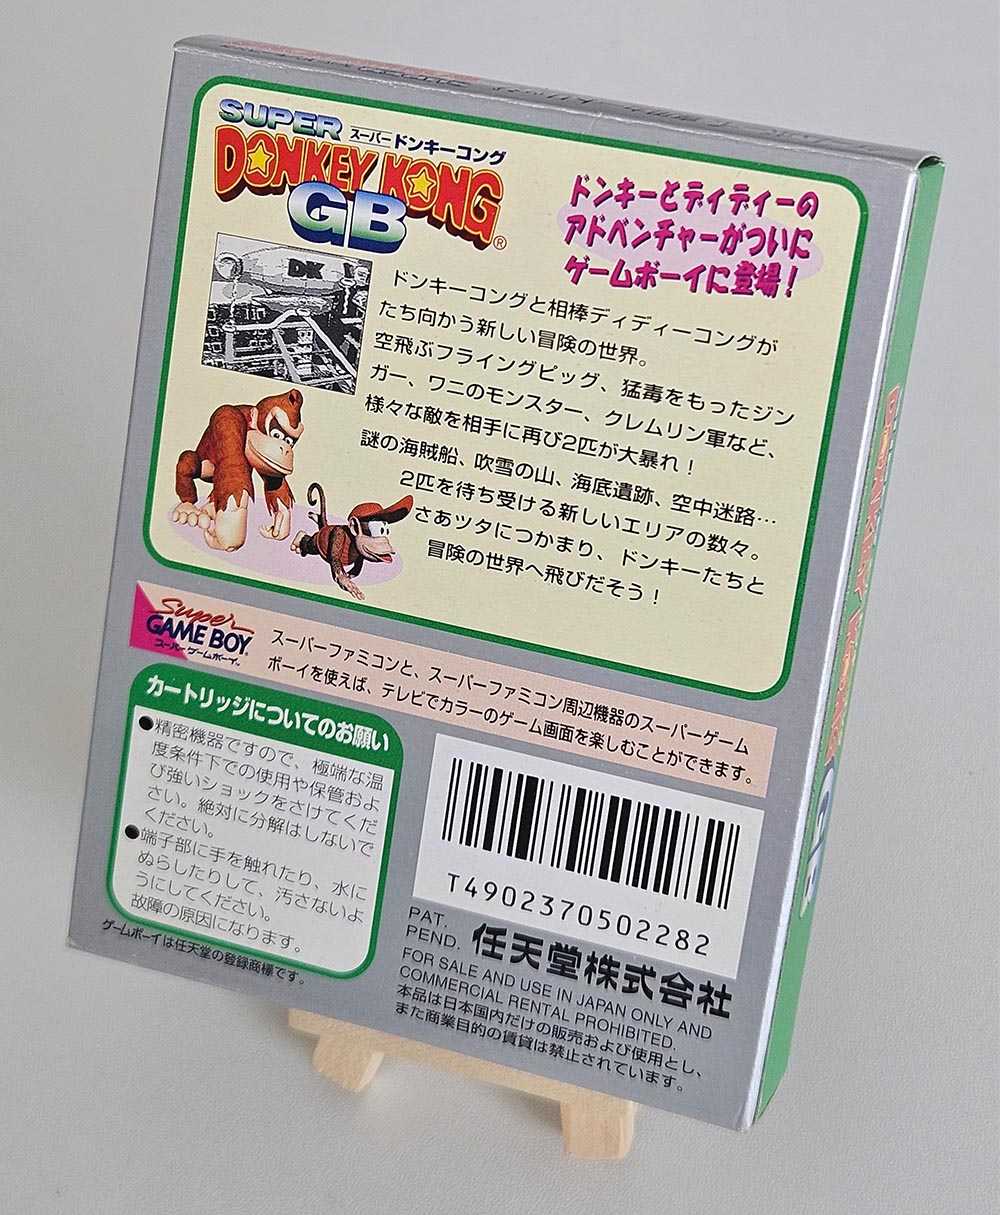 SUPER
スーパードンキーコング
DONKEY KONG
GB
®
ドンキーとディディーの
アドベンチャーがついに
ゲームボーイに登場！
DK
ドンキーコングと相棒ディディーコングが
たち向かう新しい冒険の世界。
空飛ぶフライングピッグ、猛毒をもったジン
ガー、ワニのモンスター、クレムリン軍など、
様々な敵を相手に再び2匹が大暴れ！
謎の海賊船、吹雪の山、海底遺跡、空中迷路…
2匹を待ち受ける新しいエリアの数々。
さあツタにつかまり、ドンキーたちと
冒険の世界へ飛びだそう！
Super
GAME BOY
スーパーゲームボーイ
スーパーファミコンと、スーパーファミコン周辺機器のスーパーゲーム
ボーイを使えば、テレビでカラーのゲーム画面を楽しむことができます。
カートリッジについてのお願い
●精密機器ですので、極端な温
度条件下での使用や保管およ
び強いショックをさけてくだ
さい。絶対に分解はしないで
ください。
●端子部に手を触れたり、水に
ぬらしたりして、汚さないよ
うにしてください。
故障の原因になります。
ゲームボーイは任天堂の登録商標です。
T4902370502282
PAT.
PEND.
任天堂株式会社
FOR SALE AND USE IN JAPAN ONLY AND
COMMERCIAL RENTAL PROHIBITED.
本品は日本国内だけの販売および使用とし、
また商業目的の賃貸は禁止されています。
DONKEY KONG
GB